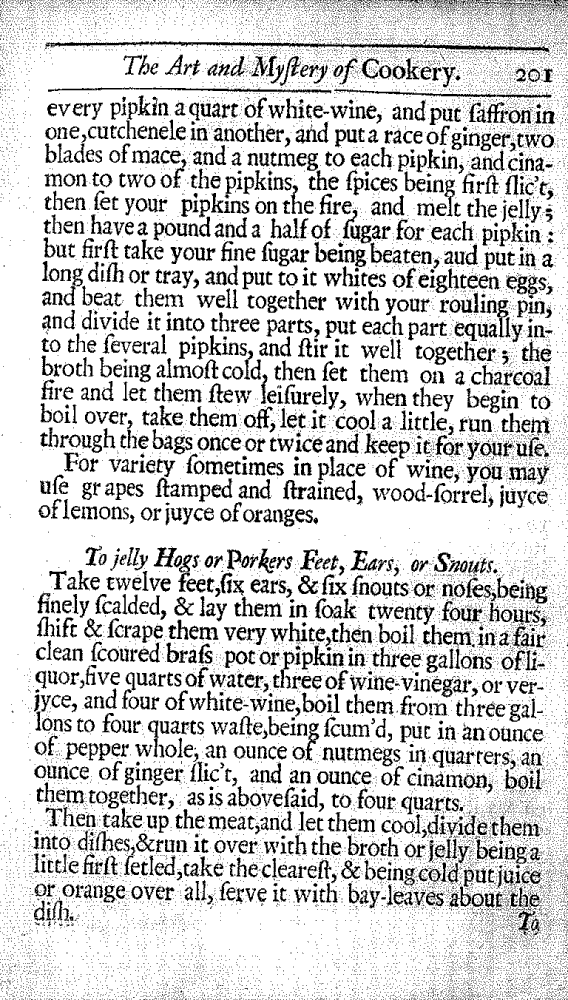 The Art and Myſtery of Cookery. 201
every pipkin a quart of white-wine, and put ſaffron in
one,cutchenele in another, and put a race of ginger,two
blades of mace, and a nutmeg to each pipkin, and cina-
mon to two of the pipkins, the ſpices being firſt ſlic't,
then ſet your pipkins on the fire, and melt the jelly;
then have a pound and a half of ſugar for each pipkin :
but firſt take your fine ſugar being beaten, aud put in a
long diſh or tray, and put to it whites of eighteen eggs,
and beat them well together with your rouling pin,
and divide it into three parts, put each part equally in-
to the ſeveral pipkins, and ſtir it well together ; the
broth being almoſt cold, then ſet them on a charcoal
fire and let them ſtew leiſurely, when they begin to
boil over, take them off, let it cool a little, run them
through the bags once or twice and keep it for your uſe.
For variety ſometimes in place of wine, you may
uſe gr apes ſtamped and ſtrained, wood-ſorrel, juyce
of lemons, or juyce of oranges.
To jelly Hogs or Porkers Feet, Ears, or Snouts.
Take twelve feet,ſix ears, & ſix ſnouts or noſes,being
finely ſcalded, & lay them in ſoak twenty four hours,
ſhift & ſcrape them very white,then boil them in a fair
clean ſcoured braſs pot or pipkin in three gallons of li-
quor,five quarts of water, three of wine-vinegar, or ver-
jyce, and four of white-wine,boil them from three gal-
lons to four quarts waſte,being ſcum'd, put in an ounce
of pepper whole, an ounce of nutmegs in quarters, an
ounce of ginger ſlic't, and an ounce of cinamon, boil
them together, as is aboveſaid, to four quarts.
Then take up the meat,and let them cool,divide them
into diſhes,&run it over with the broth or jelly being a
little firſt ſetled,take the cleareſt, & being cold put juice
or orange over all, ſerve it with bay-leaves about the
diſh.
To